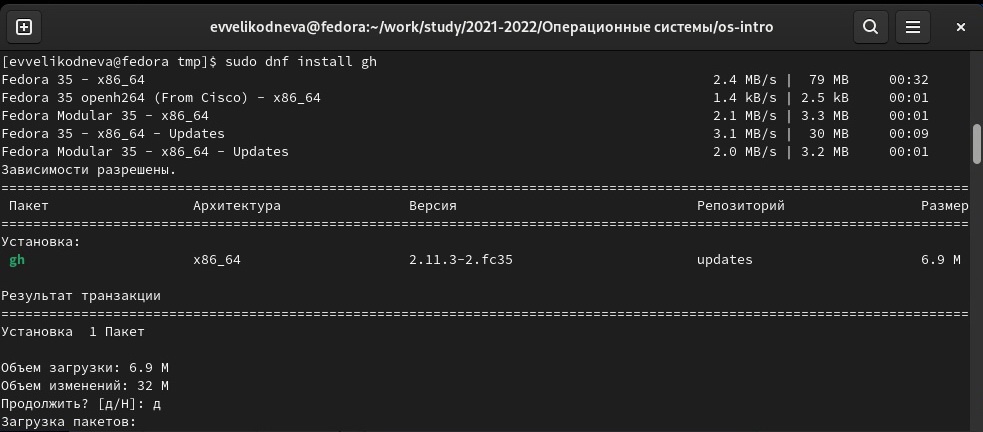 evvelikodneva@fedora:~/work/study/2021-2022/Операционные системы/os-intro
[evvelikodneva@fedora tmp]$ sudo dnf install gh
Fedora 35 - x86_64 2.4 MB/s | 79 MB 00:32
Fedora 35 openh264 (From Cisco) - x86_64 1.4 kB/s | 2.5 kB 00:01
Fedora Modular 35 - x86_64 2.1 MB/s | 3.3 MB 00:01
Fedora 35 - x86_64 - Updates 3.1 MB/s | 30 MB 00:09
Fedora Modular 35 - x86_64 - Updates 2.0 MB/s | 3.2 MB 00:01
Зависимости разрешены.
Пакет Архитектура Версия Репозиторий Размер
Установка:
gh x86_64 2.11.3-2.fc35 updates 6.9 M
Результат транзакции
Установка 1 Пакет
Объем загрузки: 6.9 M
Объем изменений: 32 M
Продолжить? [д/Н]: д
Загрузка пакетов: